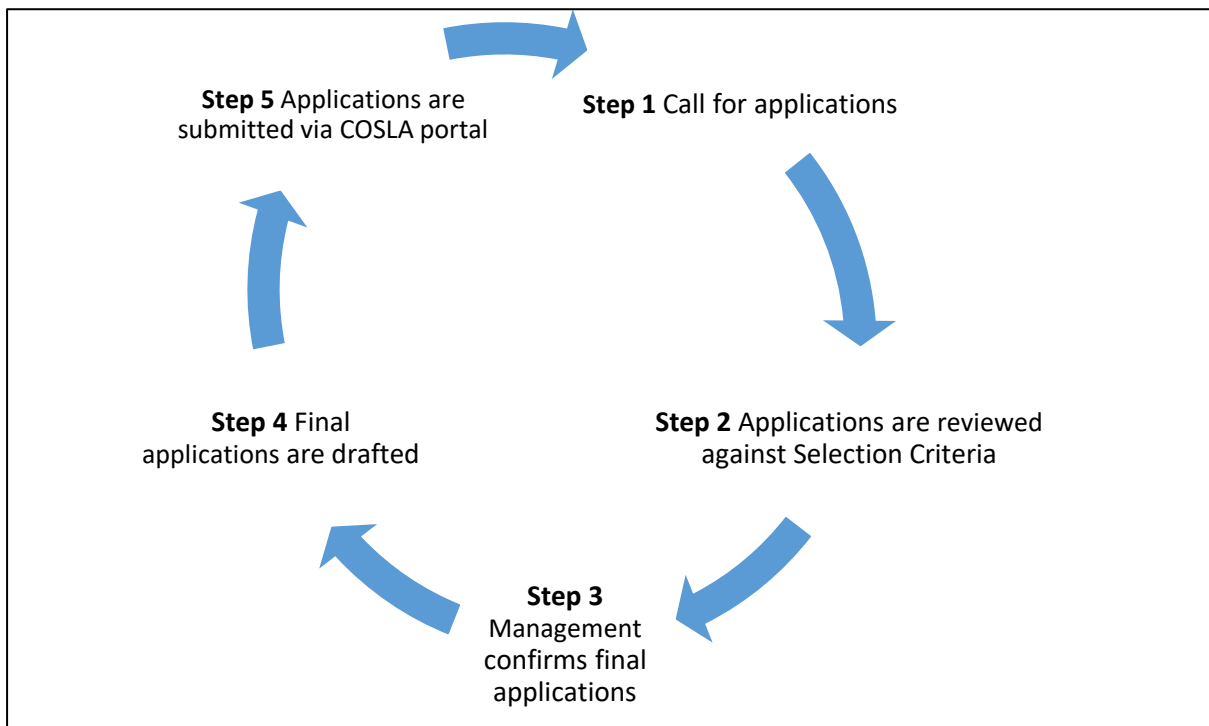 Step 1 Call for applications
Step 2 Applications are reviewed
against Selection Criteria
Step 3
Management
confirms final
applications
Step 4 Final
applications are drafted
Step 5 Applications are
submitted via COSLA portal